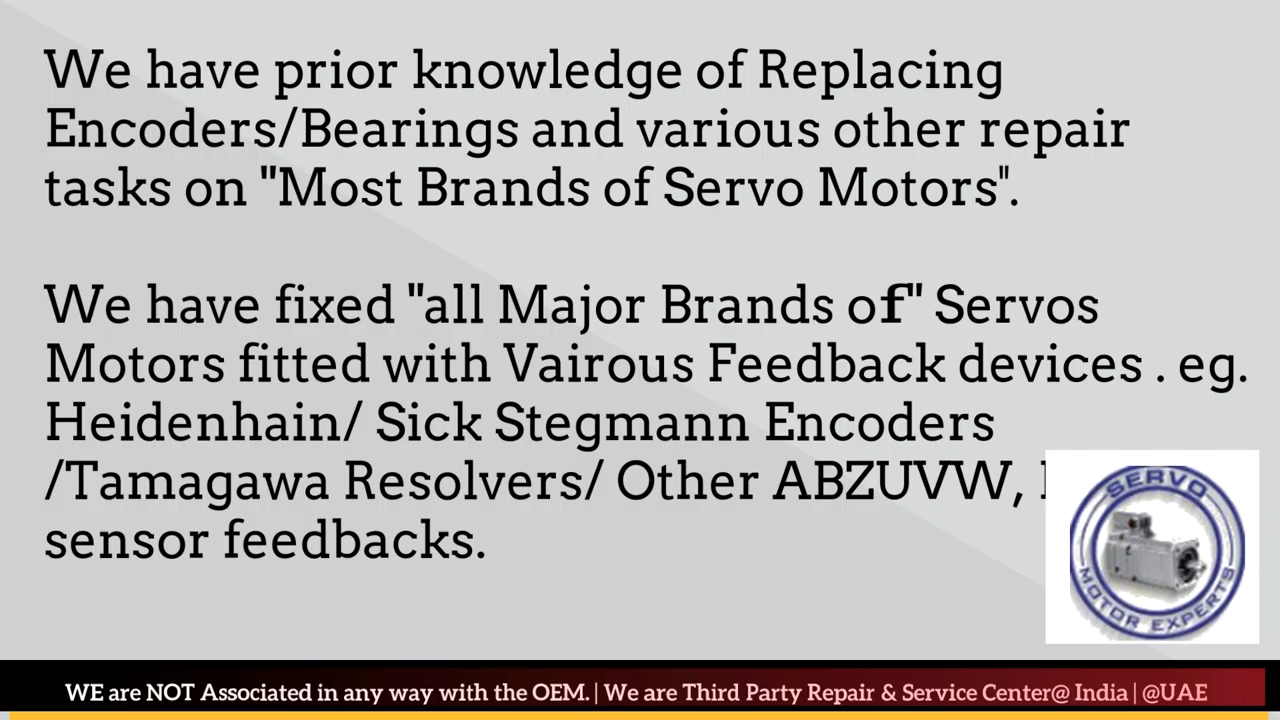 We have prior knowledge of Replacing
Encoders/Bearings and various other repair
tasks on "Most Brands of Servo Motors".
We have fixed "all Major Brands of" Servos
Motors fitted with Vairous Feedback devices . eg.
Heidenhain/ Sick Stegmann Encoders
/Tamagawa Resolvers/ Other ABZUVW,
sensor feedbacks.
SERVO
MOTOR EXPERTS
WE are NOT Associated in any way with the OEM. | We are Third Party Repair & Service Center@ India | @UAE